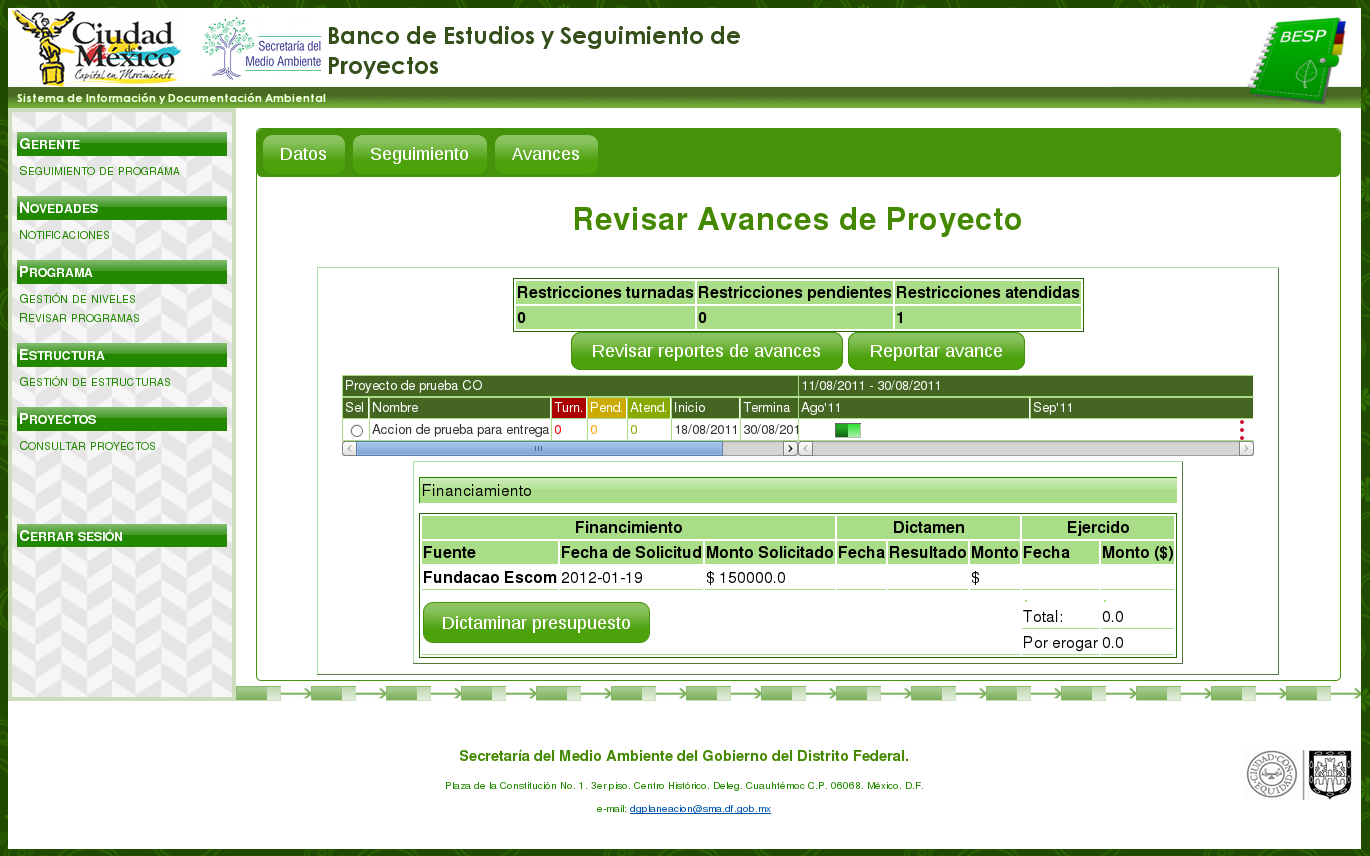 Ciudad de México
Capital en Movimiento
Secretaría del Medio Ambiente
Banco de Estudios y Seguimiento de Proyectos
BESP
Sistema de Información y Documentación Ambiental
GERENTE
SEGUIMIENTO DE PROGRAMA
NOVEDADES
NOTIFICACIONES
PROGRAMA
GESTIÓN DE NIVELES
REVISAR PROGRAMAS
ESTRUCTURA
GESTIÓN DE ESTRUCTURAS
PROYECTOS
CONSULTAR PROYECTOS
CERRAR SESIÓN
Datos Seguimiento Avances
Revisar Avances de Proyecto
Restricciones turnadas Restricciones pendientes Restricciones atendidas
0 0 1
Revisar reportes de avances Reportar avance
Proyecto de prueba CO 11/08/2011 - 30/08/2011
Sel Nombre Turn. Pend. Atend. Inicio Termina Ago'11 Sep'11
Accion de prueba para entrega 0 0 0 18/08/2011 30/08/201
Financiamiento
Financimiento Dictamen Ejercido
Fuente Fecha de Solicitud Monto Solicitado Fecha Resultado Monto Fecha Monto ($)
Fundacao Escom 2012-01-19 $ 150000.0 $
. .
Dictaminar presupuesto
Total: 0.0
Por erogar 0.0
Secretaría del Medio Ambiente del Gobierno del Distrito Federal.
Plaza de la Constitución No. 1. 3er piso. Centro Histórico. Deleg. Cuauhtémoc C.P. 06068. México. D.F.
e-mail: dgplaneacion@sma.df.gob.mx
CIUDAD CON EQUIDAD